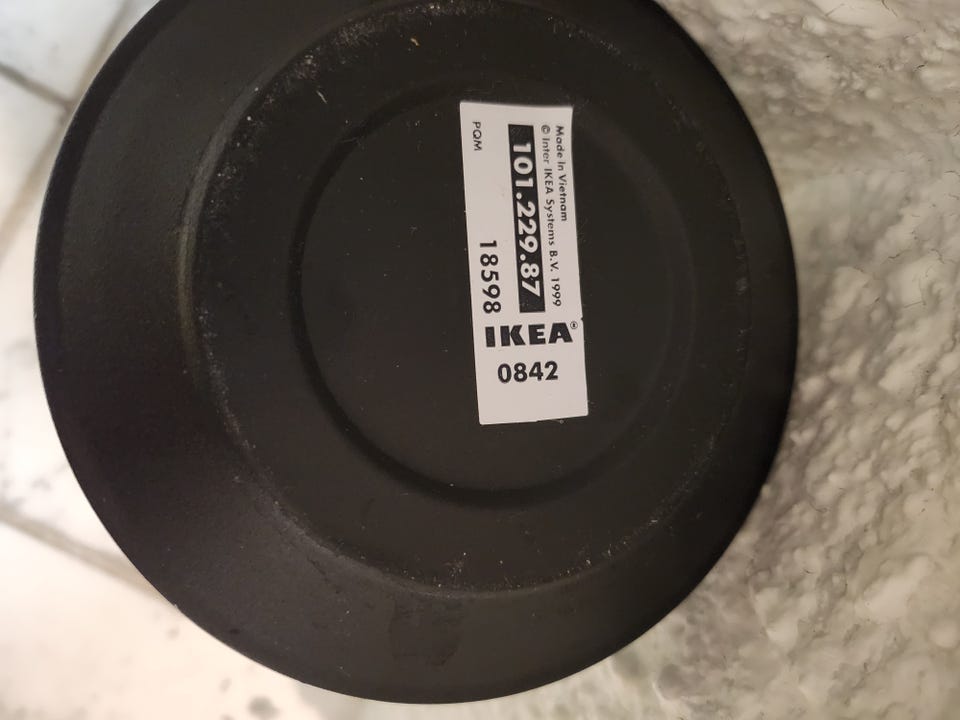 Made in Vietnam
© Inter IKEA Systems B.V. 1999
101.229.87
18598
PQM
IKEA®
0842